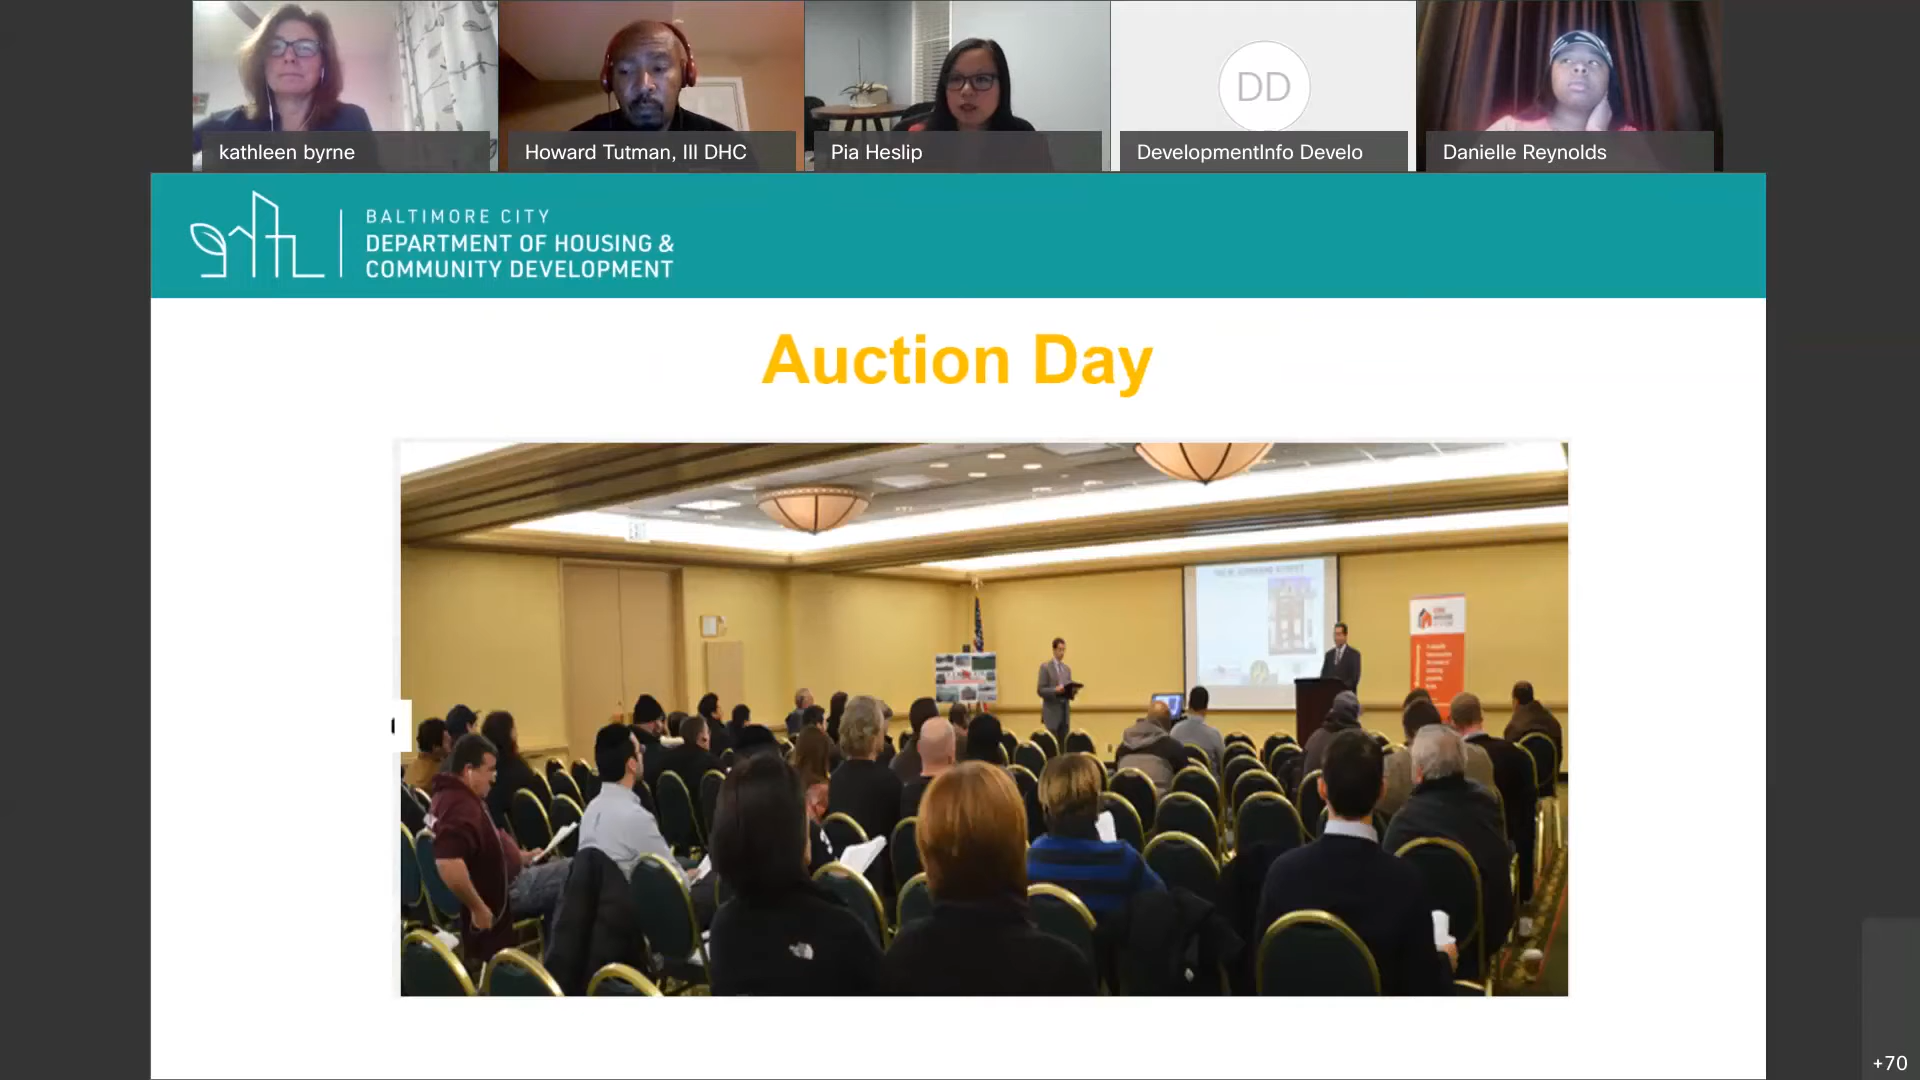 kathleen byrne
Howard Tutman, III DHC
Pia Heslip
DD
DevelopmentInfo Develo
Danielle Reynolds
BALTIMORE CITY
DEPARTMENT OF HOUSING &
COMMUNITY DEVELOPMENT
Auction Day
+70